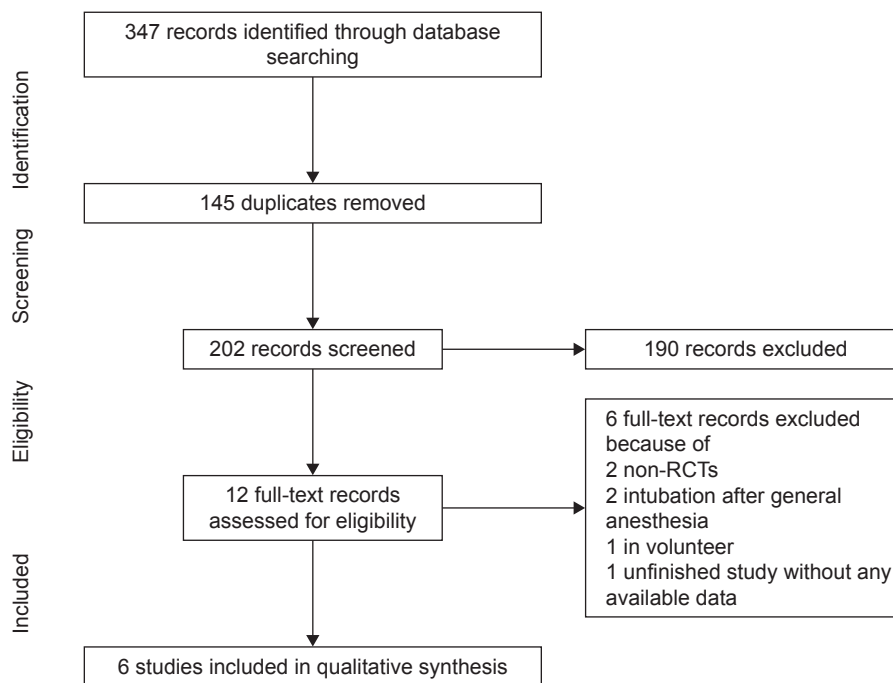 347 records identified through database
searching
Identification
145 duplicates removed
Screening
202 records screened
190 records excluded
Eligibility
12 full-text records
assessed for eligibility
6 full-text records excluded
because of
2 non-RCTs
2 intubation after general
anesthesia
1 in volunteer
1 unfinished study without any
available data
Included
6 studies included in qualitative synthesis